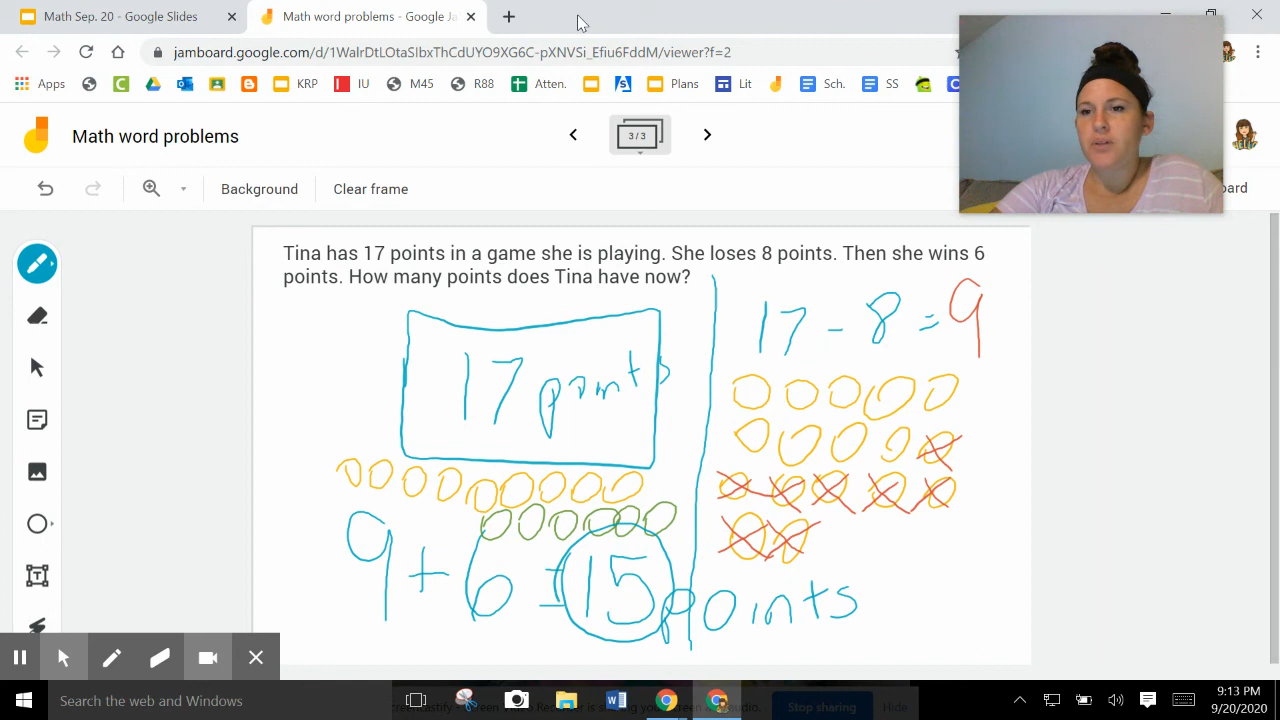 Math Sep. 20 - Google Slides
Math word problems - Google Ja
jamboard.google.com/d/1WalrDtLOtaSIbxThCdUYO9XG6C-pXNVSi_Efiu6FddM/viewer?f=2
Apps KRP IU M45 R88 Atten. Plans Lit Sch. SS
Math word problems
3 / 3
Background Clear frame
Tina has 17 points in a game she is playing. She loses 8 points. Then she wins 6
points. How many points does Tina have now?
17 points
17 - 8 = 9
9 + 6 = 15 points
Search the web and Windows
Stop sharing Hide
9:13 PM
9/20/2020